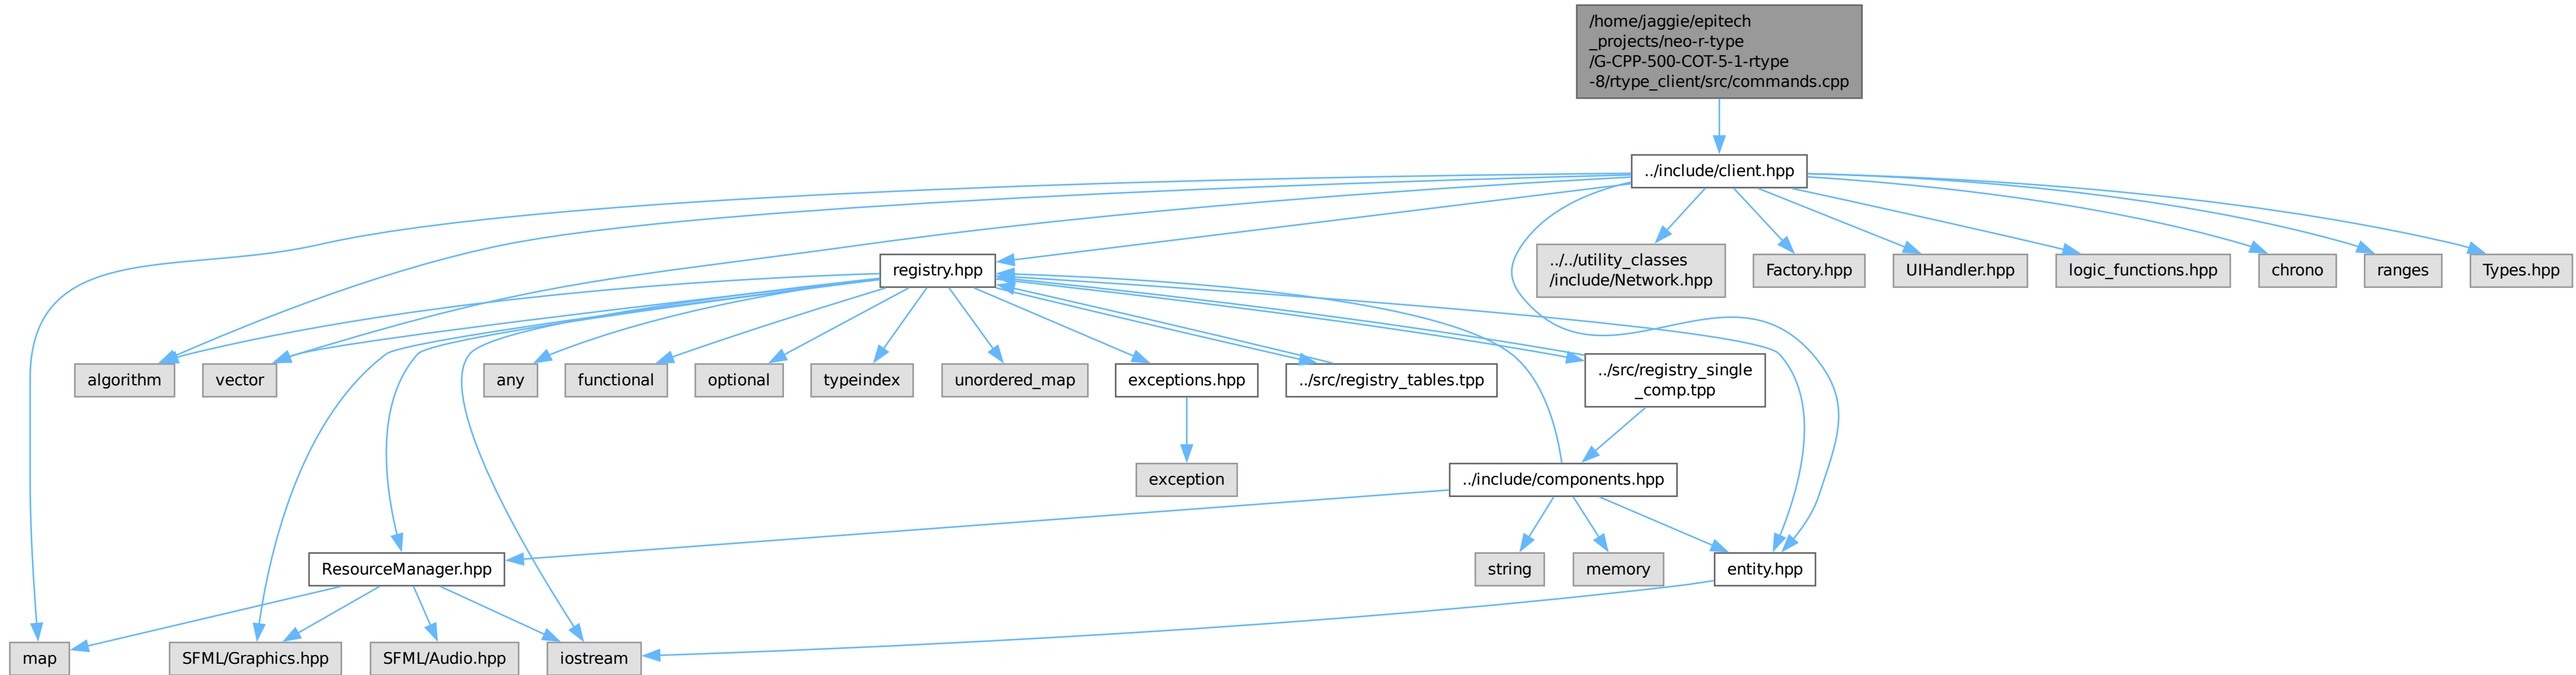 /home/jaggie/epitech
_projects/neo-r-type
/G-CPP-500-COT-5-1-rtype
-8/rtype_client/src/commands.cpp
../include/client.hpp
registry.hpp
../../utility_classes
/include/Network.hpp
Factory.hpp
UIHandler.hpp
logic_functions.hpp
chrono
ranges
Types.hpp
algorithm
vector
any
functional
optional
typeindex
unordered_map
exceptions.hpp
../src/registry_tables.tpp
../src/registry_single
_comp.tpp
exception
../include/components.hpp
ResourceManager.hpp
string
memory
entity.hpp
map
SFML/Graphics.hpp
SFML/Audio.hpp
iostream